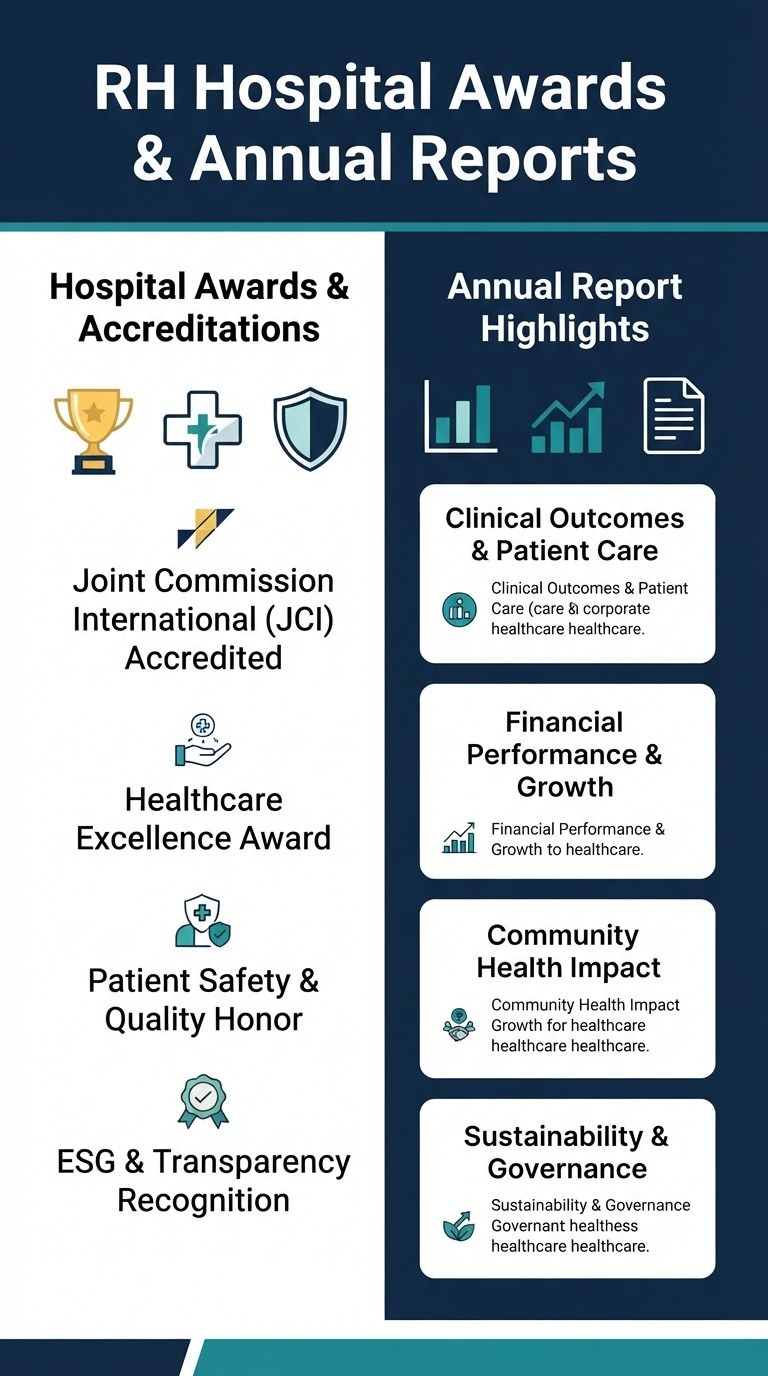 RH Hospital Awards
& Annual Reports
Hospital Awards &
Accreditations
Joint Commission
International (JCI)
Accredited
Healthcare
Excellence Award
Patient Safety &
Quality Honor
ESG & Transparency
Recognition
Annual Report
Highlights
Clinical Outcomes
& Patient Care
Clinical Outcomes & Patient
Care (care & corporate
healthcare healthcare.
Financial
Performance &
Growth
Financial Performance &
Growth to healthcare.
Community
Health Impact
Community Health Impact
Growth for healthcare
healthcare healthcare.
Sustainability &
Governance
Sustainability & Governance
Governant healthess
healthcare healthcare.